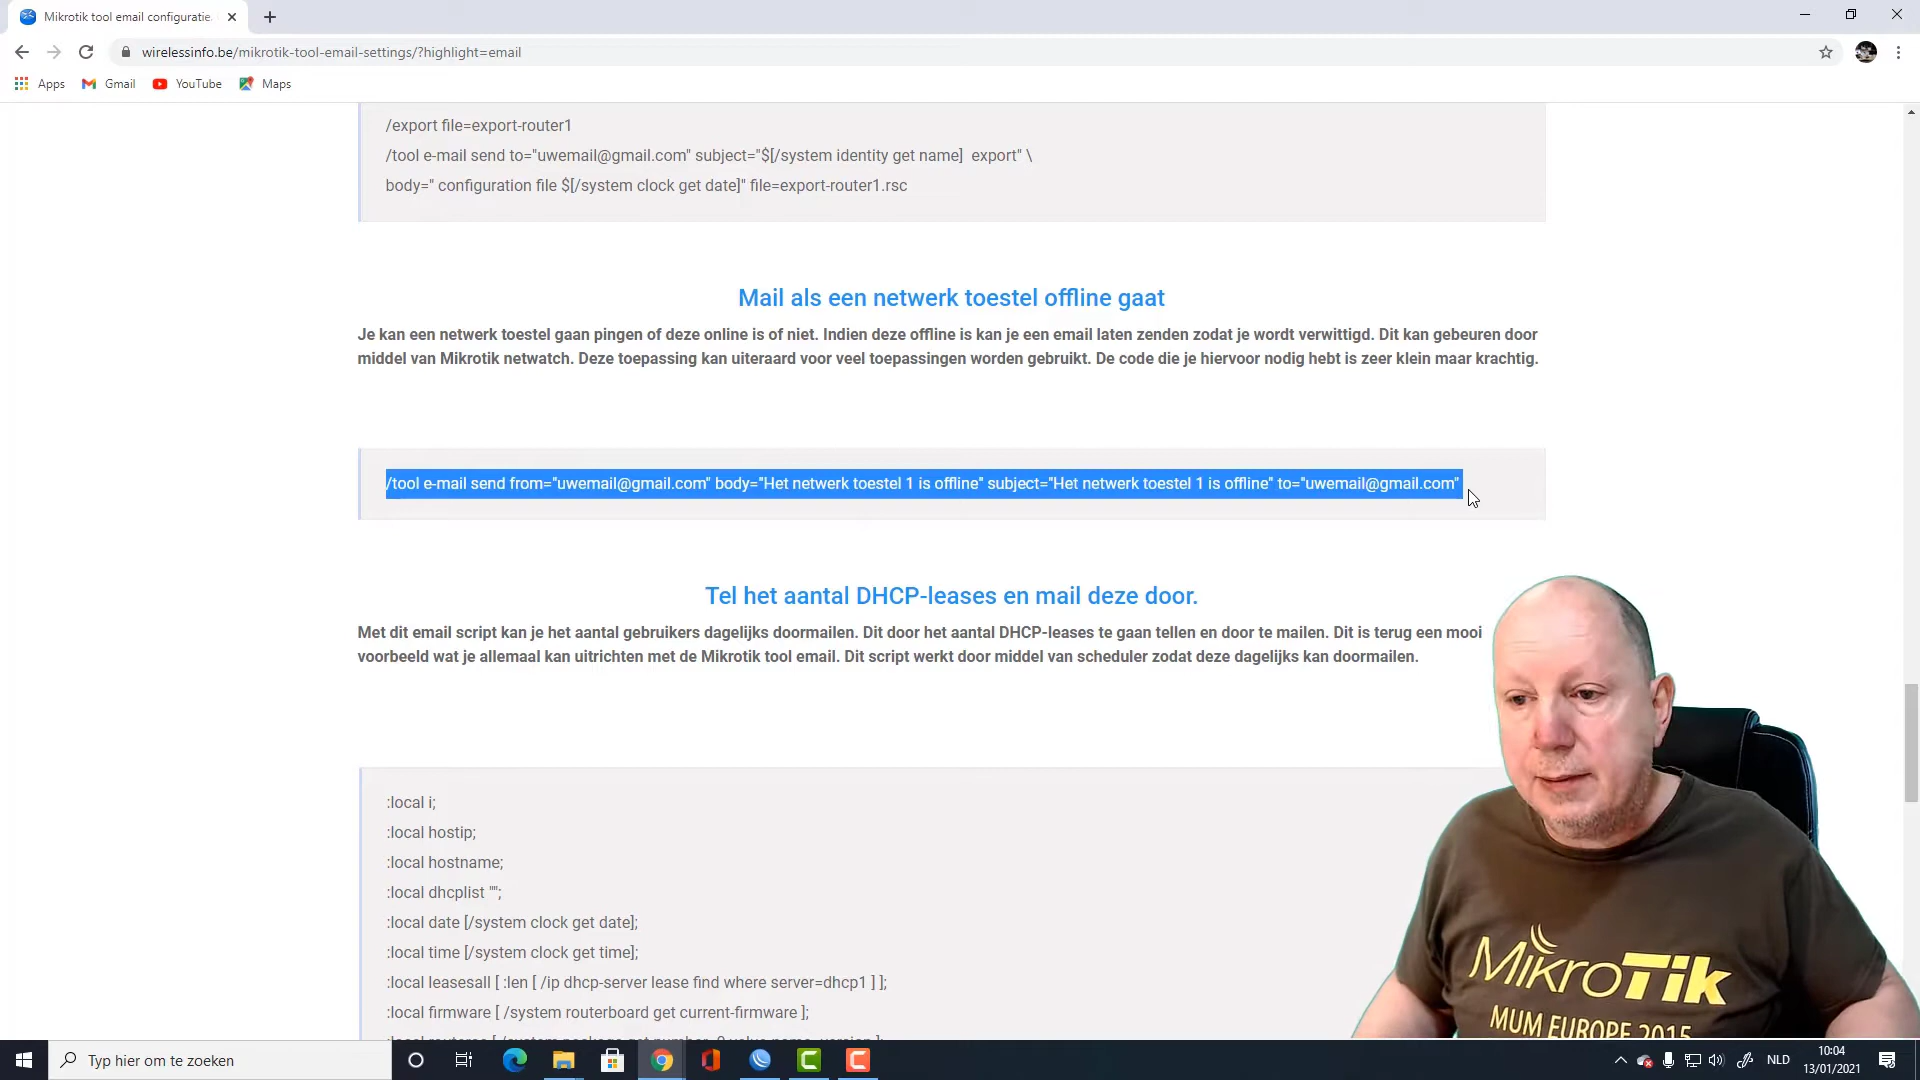 Mikrotik tool email configuratie
wirelessinfo.be/mikrotik-tool-email-settings/?highlight=email
Apps Gmail YouTube Maps
/export file=export-router1
/tool e-mail send to="uwemail@gmail.com" subject="$[/system identity get name]  export" \
body=" configuration file $[/system clock get date]" file=export-router1.rsc
Mail als een netwerk toestel offline gaat
Je kan een netwerk toestel gaan pingen of deze online is of niet. Indien deze offline is kan je een email laten zenden zodat je wordt verwittigd. Dit kan gebeuren door
middel van Mikrotik netwatch. Deze toepassing kan uiteraard voor veel toepassingen worden gebruikt. De code die je hiervoor nodig hebt is zeer klein maar krachtig.
/tool e-mail send from="uwemail@gmail.com" body="Het netwerk toestel 1 is offline" subject="Het netwerk toestel 1 is offline" to="uwemail@gmail.com"
Tel het aantal DHCP-leases en mail deze door.
Met dit email script kan je het aantal gebruikers dagelijks doormailen. Dit door het aantal DHCP-leases te gaan tellen en door te mailen. Dit is terug een mooi
voorbeeld wat je allemaal kan uitrichten met de Mikrotik tool email. Dit script werkt door middel van scheduler zodat deze dagelijks kan doormailen.
:local i;
:local hostip;
:local hostname;
:local dhcplist "";
:local date [/system clock get date];
:local time [/system clock get time];
:local leasesall [ :len [ /ip dhcp-server lease find where server=dhcp1 ] ];
:local firmware [ /system routerboard get current-firmware ];
MikroTik
MUM EUROPE 2015
Typ hier om te zoeken
NLD
10:04
13/01/2021